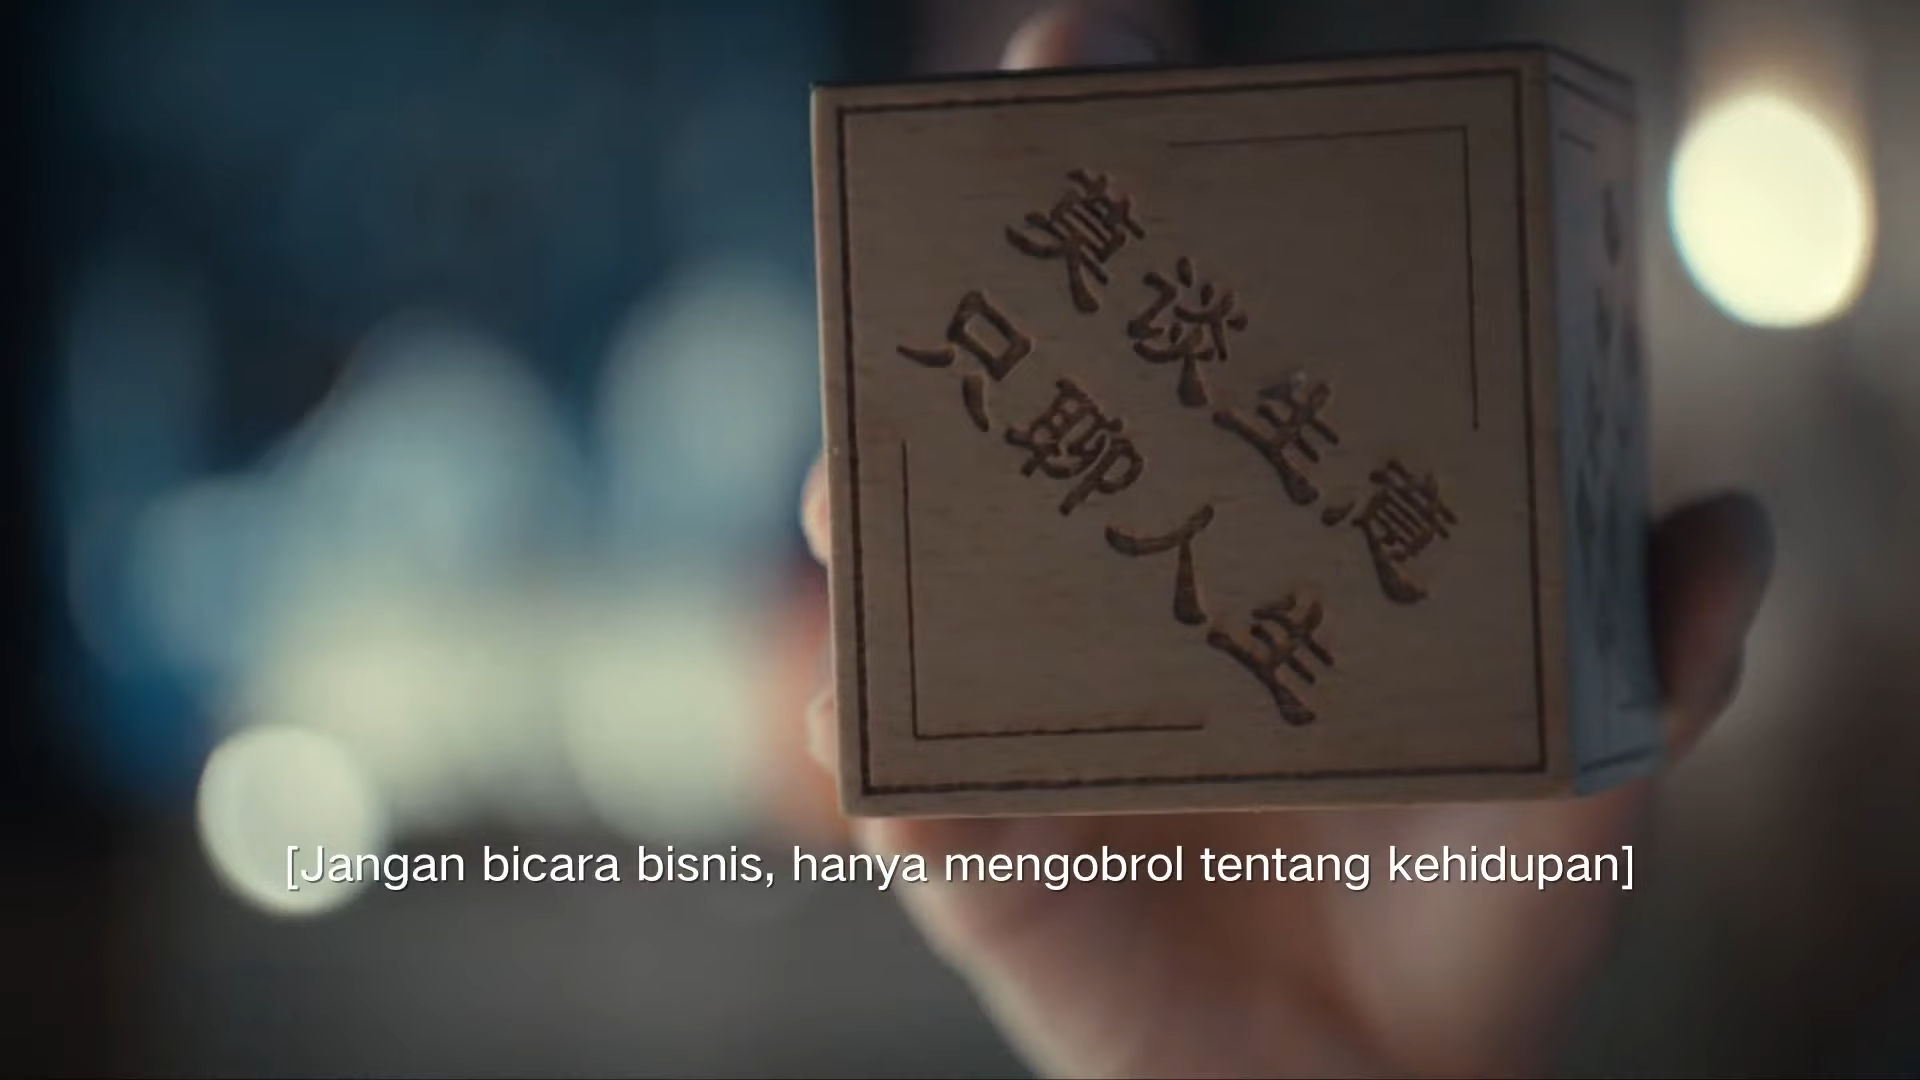 莫谈生意
只聊人生
[Jangan bicara bisnis, hanya mengobrol tentang kehidupan]